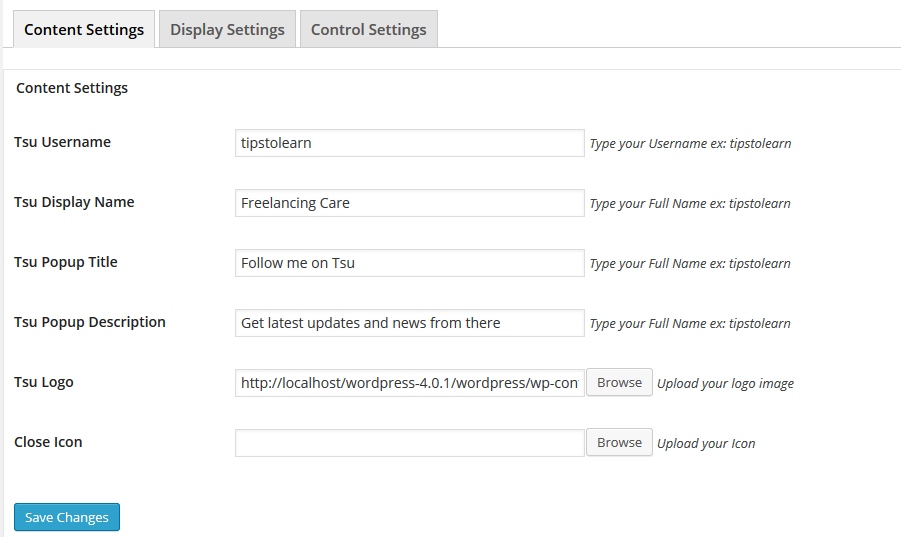 Content Settings Display Settings Control Settings
Content Settings
Tsu Username tipstolearn Type your Username ex: tipstolearn
Tsu Display Name Freelancing Care Type your Full Name ex: tipstolearn
Tsu Popup Title Follow me on Tsu Type your Full Name ex: tipstolearn
Tsu Popup Description Get latest updates and news from there Type your Full Name ex: tipstolearn
Tsu Logo http://localhost/wordpress-4.0.1/wordpress/wp-con Browse Upload your logo image
Close Icon Browse Upload your Icon
Save Changes